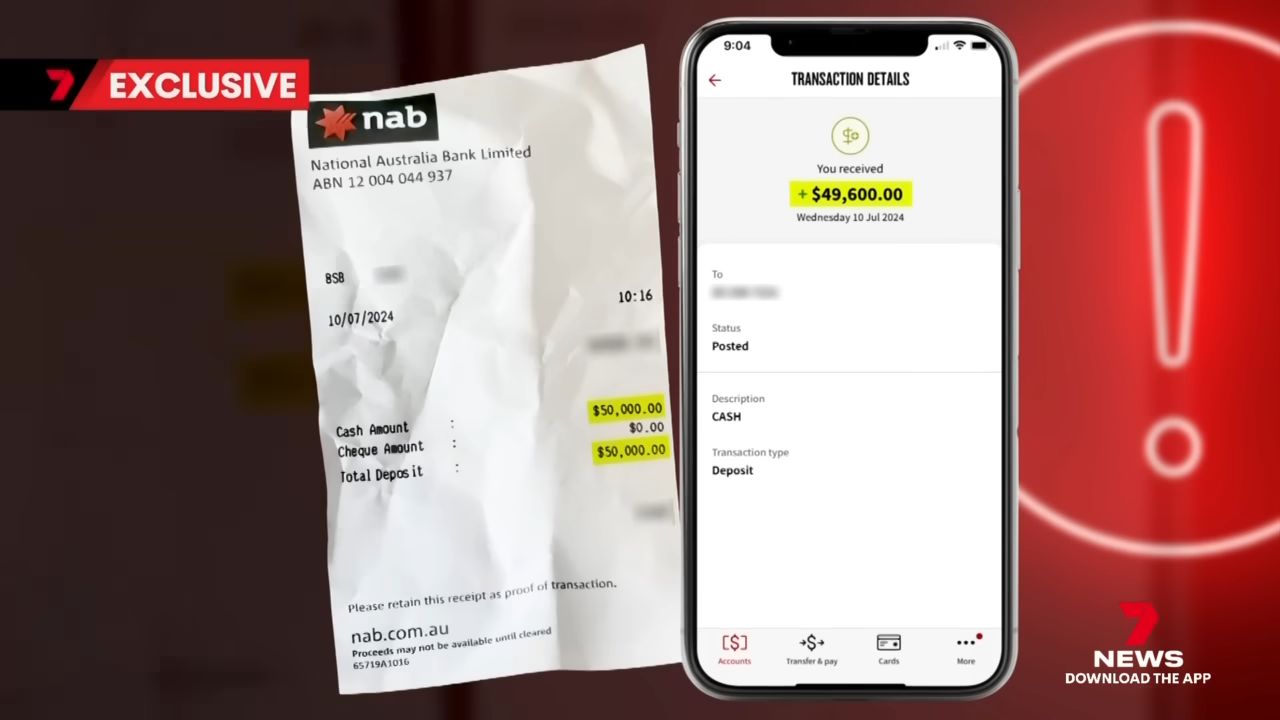 7 EXCLUSIVE
nab
National Australia Bank Limited
ABN 12 004 044 937
BSB
10:16
10/07/2024
Cash Amount : $50,000.00
Cheque Amount : $0.00
Total Deposit : $50,000.00
Please retain this receipt as proof of transaction.
nab.com.au
Proceeds may not be available until cleared
65719A1016
9:04
TRANSACTION DETAILS
You received
+ $49,600.00
Wednesday 10 Jul 2024
To
Status
Posted
Description
CASH
Transaction type
Deposit
Accounts
Transfer & pay
Cards
More
7
NEWS
DOWNLOAD THE APP